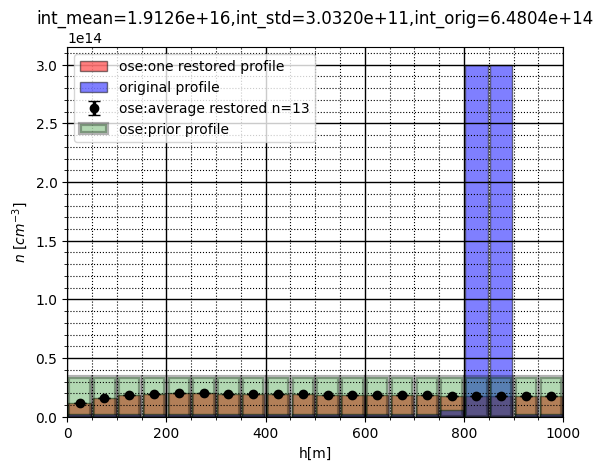 int_mean=1.9126e+16,int_std=3.0320e+11,int_orig=6.4804e+14
1e14
3.0
2.5
2.0
1.5
1.0
0.5
0.0
n [cm^{-3}]
ose:one restored profile
original profile
ose:average restored n=13
ose:prior profile
0 200 400 600 800 1000
h[m]